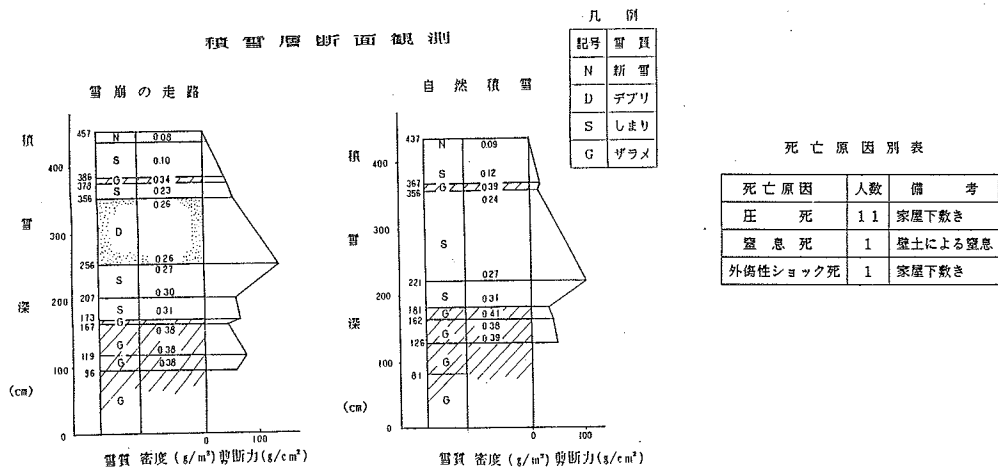 積雪層断面観測
凡 例
記号 雪質
N 新雪
D デブリ
S しまり
G ザラメ
雪崩の走路
積雪深(cm)
457
400
386
378
356
300
256
207
200
173
167
119
100
96
0
N 0.08
S 0.10
G 0.34
S 0.23
0.26
D
0.26
0.27
S
0.30
S 0.31
G
0.38
G
0.38
G 0.38
G
0 100
雪質 密度(g/m³) 剪断力(g/cm²)
自然積雪
積雪深(cm)
437
400
367
356
300
221
200
181
162
126
100
81
0
N 0.09
S 0.12
G 0.39
0.24
S
0.27
S 0.31
G 0.41
0.38
G 0.39
G
0 100
雪質 密度(g/m³) 剪断力(g/cm²)
死亡原因別表
死亡原因 人数 備考
圧死 11 家屋下敷き
窒息死 1 壁土による窒息
外傷性ショック死 1 家屋下敷き